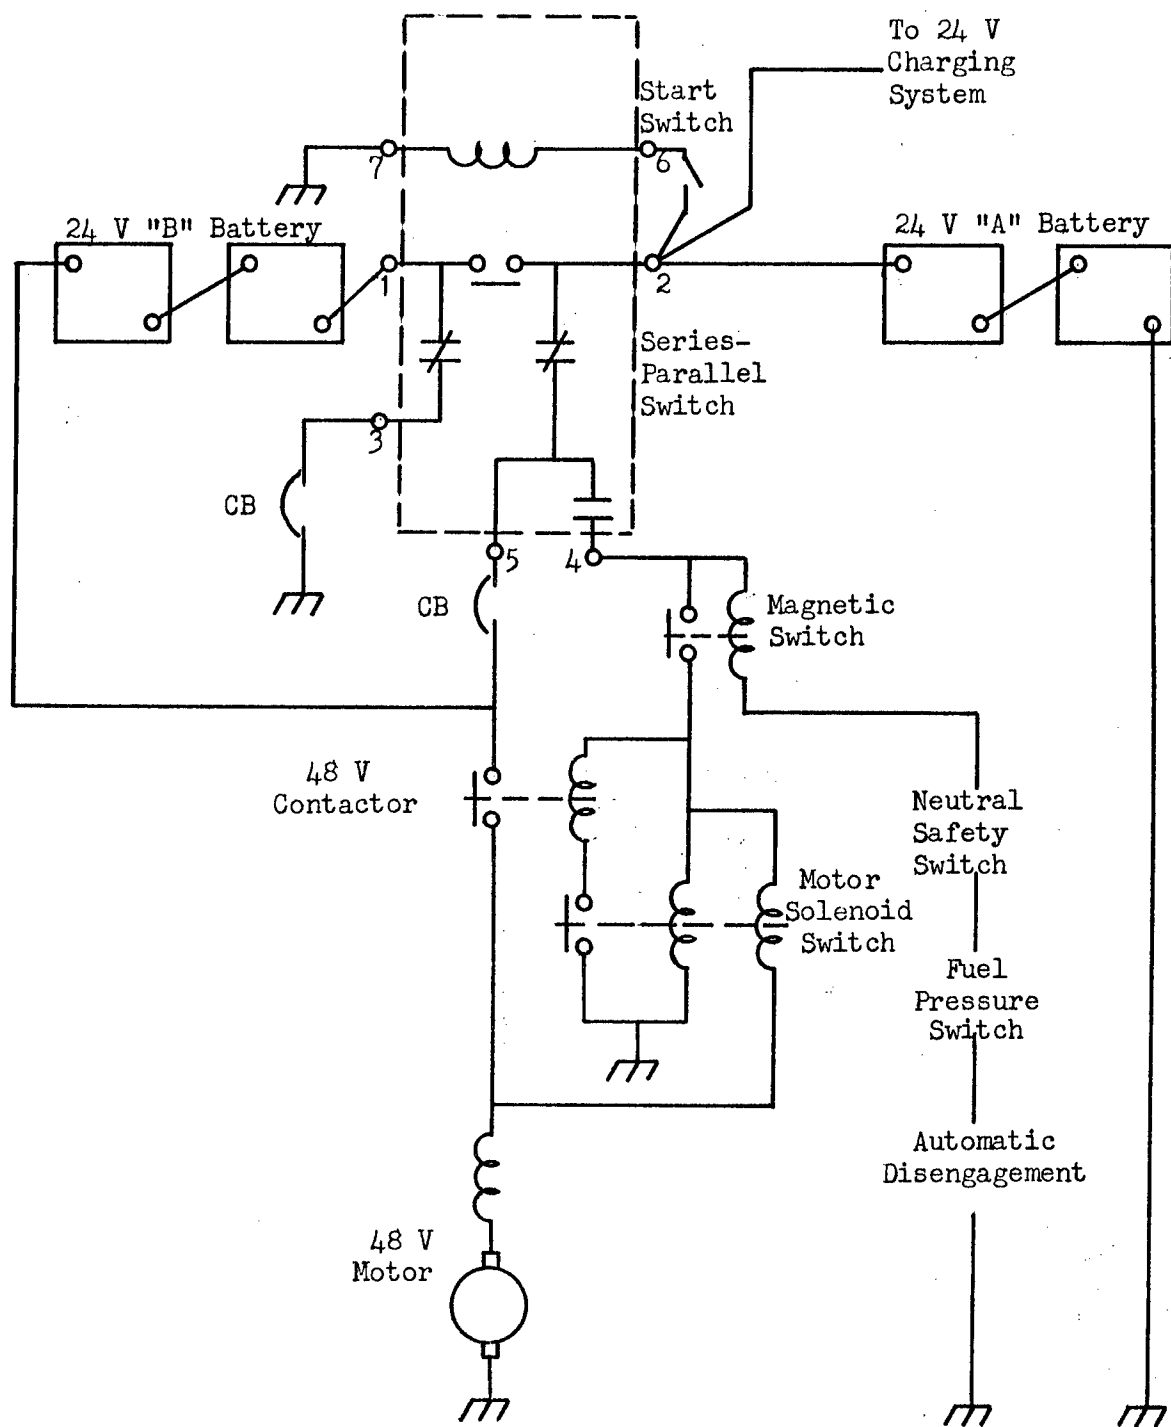 To 24 V
Charging
System
Start
Switch
7
6
24 V "B" Battery
24 V "A" Battery
1
2
Series-
Parallel
Switch
3
CB
5
4
CB
Magnetic
Switch
48 V
Contactor
Neutral
Safety
Switch
Motor
Solenoid
Switch
Fuel
Pressure
Switch
Automatic
Disengagement
48 V
Motor